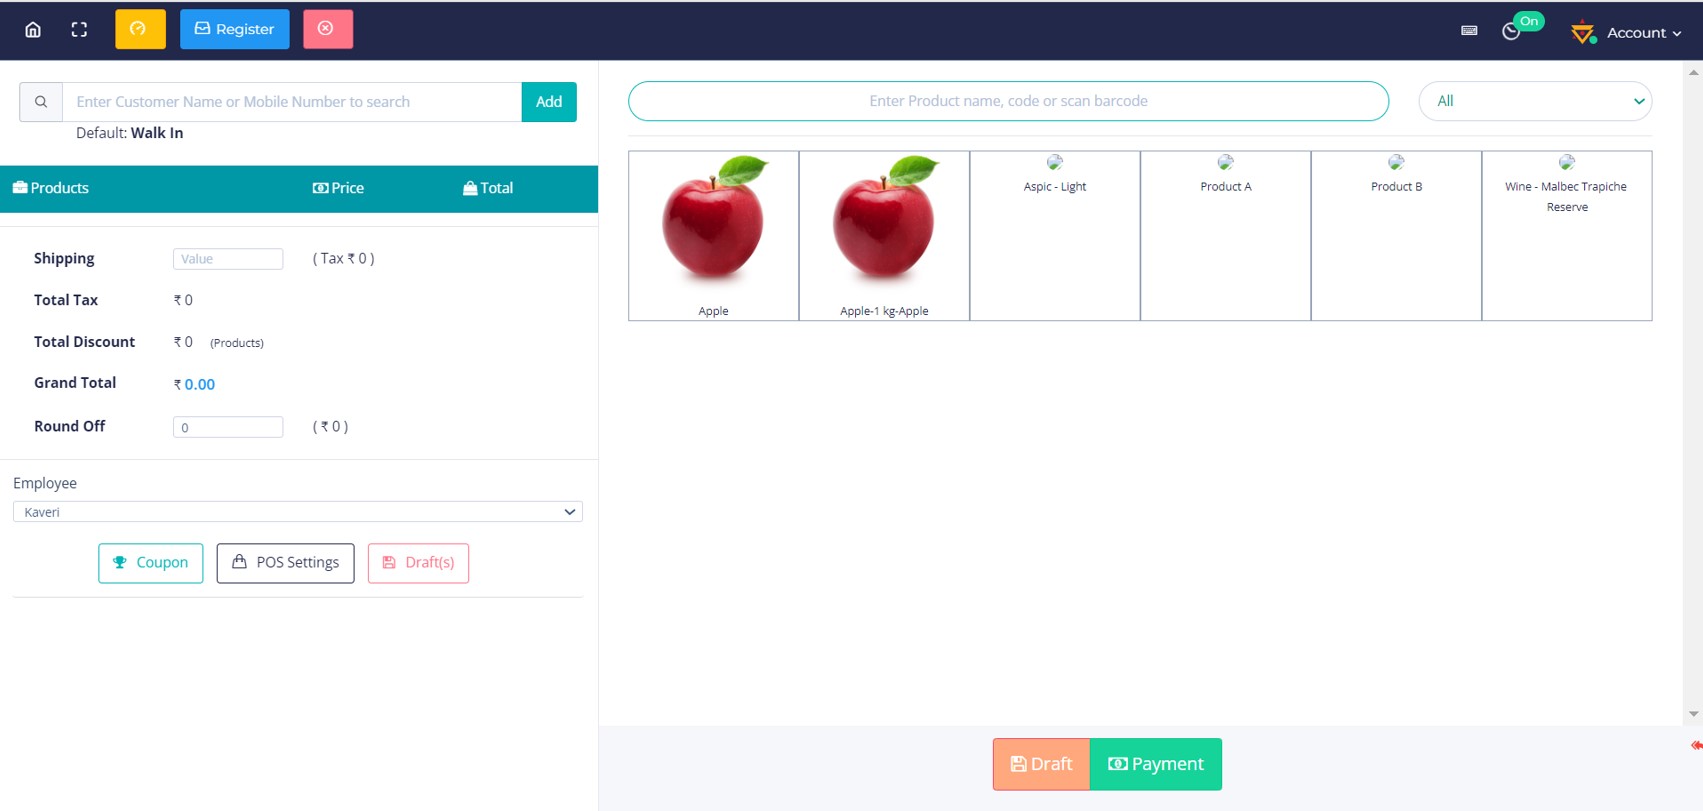 Register
On
Account
Enter Customer Name or Mobile Number to search
Add
Default: Walk In
Products Price Total
Shipping Value ( Tax ₹ 0 )
Total Tax ₹ 0
Total Discount ₹ 0 (Products)
Grand Total ₹ 0.00
Round Off 0 ( ₹ 0 )
Employee
Kaveri
Coupon POS Settings Draft(s)
Enter Product name, code or scan barcode
All
Apple
Apple-1 kg-Apple
Aspic - Light
Product A
Product B
Wine - Malbec Trapiche
Reserve
Draft Payment